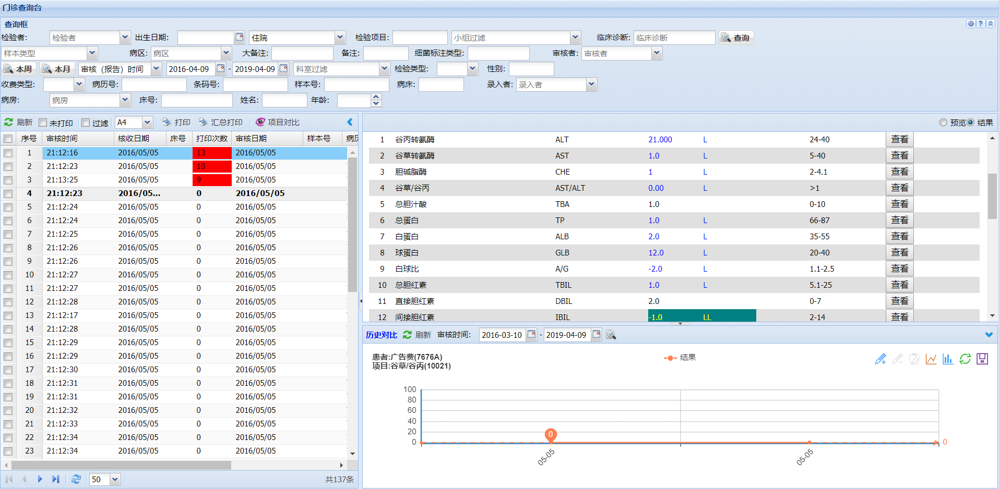 门诊查询台
查询框
检验者: 检验者 出生日期: 住院 检验项目: 小组过滤 临床诊断: 临床诊断 查询
样本类型 病区: 病区 大备注: 备注: 细菌标注类型: 审核者: 审核者
本周 本月 审核（报告）时间 2016-04-09 - 2019-04-09 科室过滤 检验类型: 性别:
收费类型: 病历号: 条码号: 样本号: 病床: 录入者: 录入者
病房: 病房 床号: 姓名: 年龄:
刷新 未打印 过滤 A4 打印 汇总打印 项目对比
序号 审核时间 核收日期 床号 打印次数 审核日期 样本号
1 21:12:16 2016/05/05 13 2016/05/05
2 21:12:23 2016/05/05 10 2016/05/05
3 21:13:25 2016/05/05 9 2016/05/05
4 21:12:23 2016/05... 0 2016/05/05
5 21:12:24 2016/05/05 0 2016/05/05
6 21:12:24 2016/05/05 0 2016/05/05
7 21:12:25 2016/05/05 0 2016/05/05
8 21:12:26 2016/05/05 0 2016/05/05
9 21:12:26 2016/05/05 0 2016/05/05
10 21:12:27 2016/05/05 0 2016/05/05
11 21:12:27 2016/05/05 0 2016/05/05
12 21:12:28 2016/05/05 0 2016/05/05
13 21:12:17 2016/05/05 0 2016/05/05
14 21:12:28 2016/05/05 0 2016/05/05
15 21:12:29 2016/05/05 0 2016/05/05
16 21:12:29 2016/05/05 0 2016/05/05
17 21:12:30 2016/05/05 0 2016/05/05
18 21:12:31 2016/05/05 0 2016/05/05
19 21:12:31 2016/05/05 0 2016/05/05
20 21:12:32 2016/05/05 0 2016/05/05
21 21:12:33 2016/05/05 0 2016/05/05
22 21:12:34 2016/05/05 0 2016/05/05
23 21:12:34 2016/05/05 0 2016/05/05
50 共137条
预览 结果
1 谷丙转氨酶 ALT 21.000 L 24-40 查看
2 谷草转氨酶 AST 1.0 L 5-40 查看
3 胆碱脂酶 CHE 1 L 2-4.1 查看
4 谷草/谷丙 AST/ALT 0.00 L >1 查看
5 总胆汁酸 TBA 1.0 0-10 查看
6 总蛋白 TP 1.0 L 66-87 查看
7 白蛋白 ALB 2.0 L 35-55 查看
8 球蛋白 GLB 12.0 L 20-40 查看
9 白球比 A/G -2.0 L 1.1-2.5 查看
10 总胆红素 TBIL 1.0 L 5.1-25 查看
11 直接胆红素 DBIL 2.0 0-7 查看
12 间接胆红素 IBIL -1.0 LL 2-14 查看
历史对比 刷新 审核时间: 2016-03-10 - 2019-04-09
患者:广告费(7676A)
项目:谷草/谷丙(10021)
结果
100
80
60
40
20
0
0
0
05-05
05-05